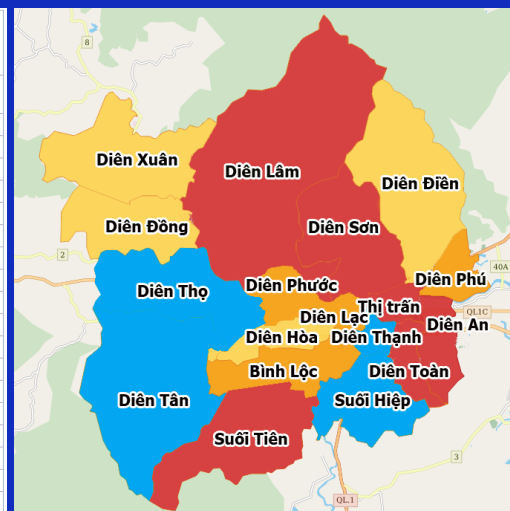 8
Diên Xuân
Diên Lâm
Diên Điền
Diên Đồng
Diên Sơn
2
40A
Diên Thọ
Diên Phước
Diên Phú
Thị trấn
QL1C
Diên Lạc
Diên An
Diên Hòa
Diên Thạnh
Bình Lộc
Diên Toàn
Diên Tân
Suối Hiệp
Suối Tiên
3
QL.1